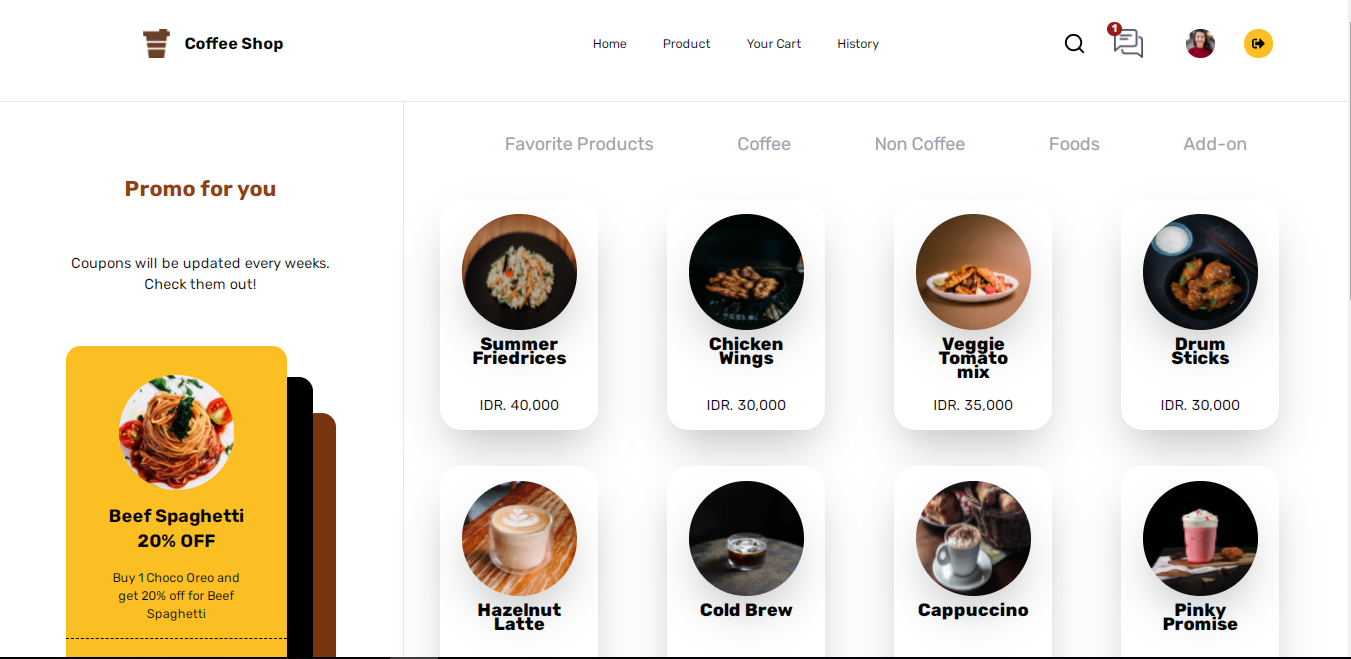 Coffee Shop
Home
Product
Your Cart
History
1
Favorite Products
Coffee
Non Coffee
Foods
Add-on
Promo for you
Coupons will be updated every weeks.
Check them out!
Beef Spaghetti
20% OFF
Buy 1 Choco Oreo and
get 20% off for Beef
Spaghetti
Summer
Friedrices
IDR. 40,000
Chicken
Wings
IDR. 30,000
Veggie
Tomato
mix
IDR. 35,000
Drum
Sticks
IDR. 30,000
Hazelnut
Latte
Cold Brew
Cappuccino
Pinky
Promise